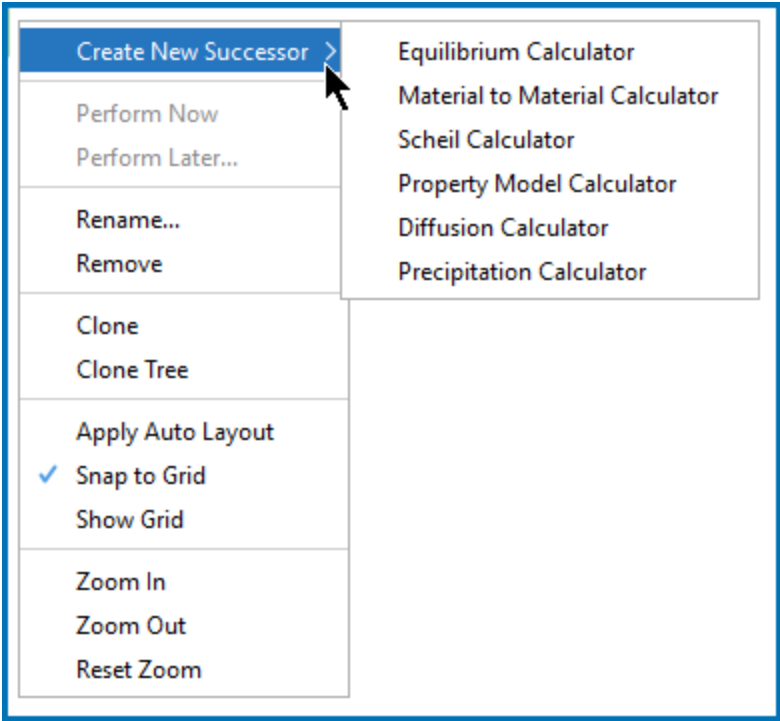 Create New Successor
Equilibrium Calculator
Material to Material Calculator
Scheil Calculator
Property Model Calculator
Diffusion Calculator
Precipitation Calculator
Perform Now
Perform Later...
Rename...
Remove
Clone
Clone Tree
Apply Auto Layout
Snap to Grid
Show Grid
Zoom In
Zoom Out
Reset Zoom